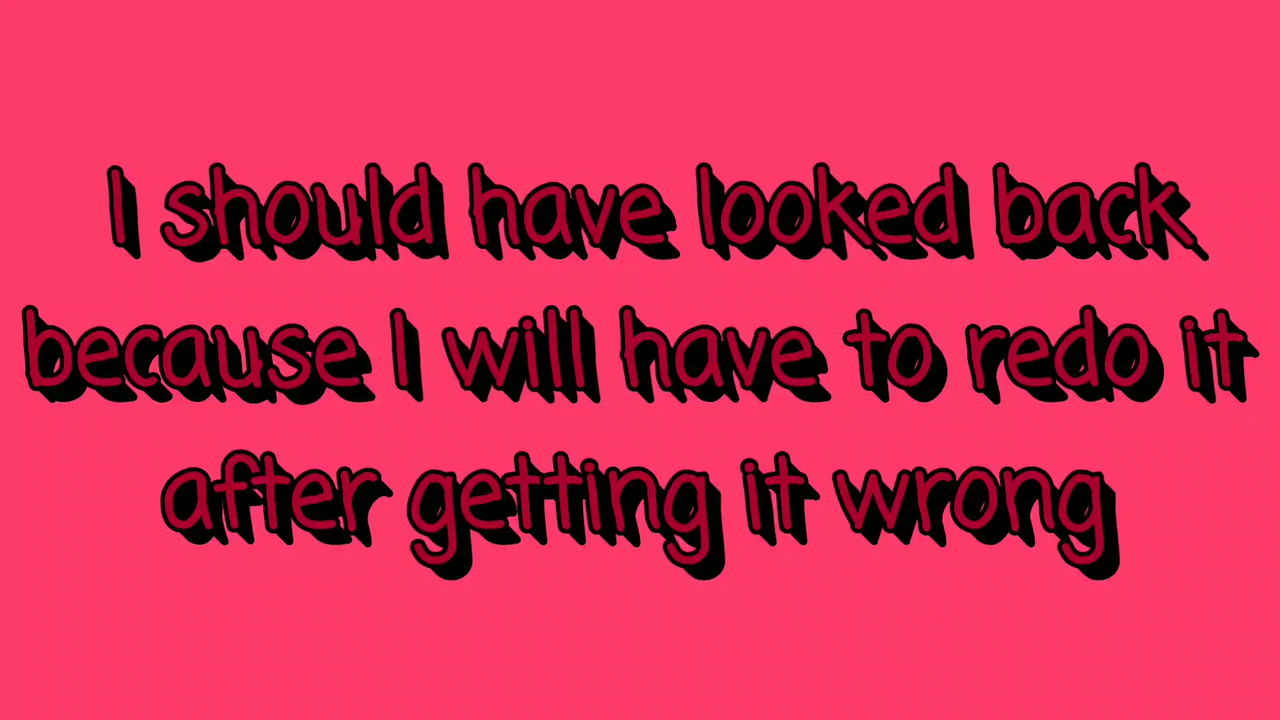 I should have looked back
because I will have to redo it
after getting it wrong